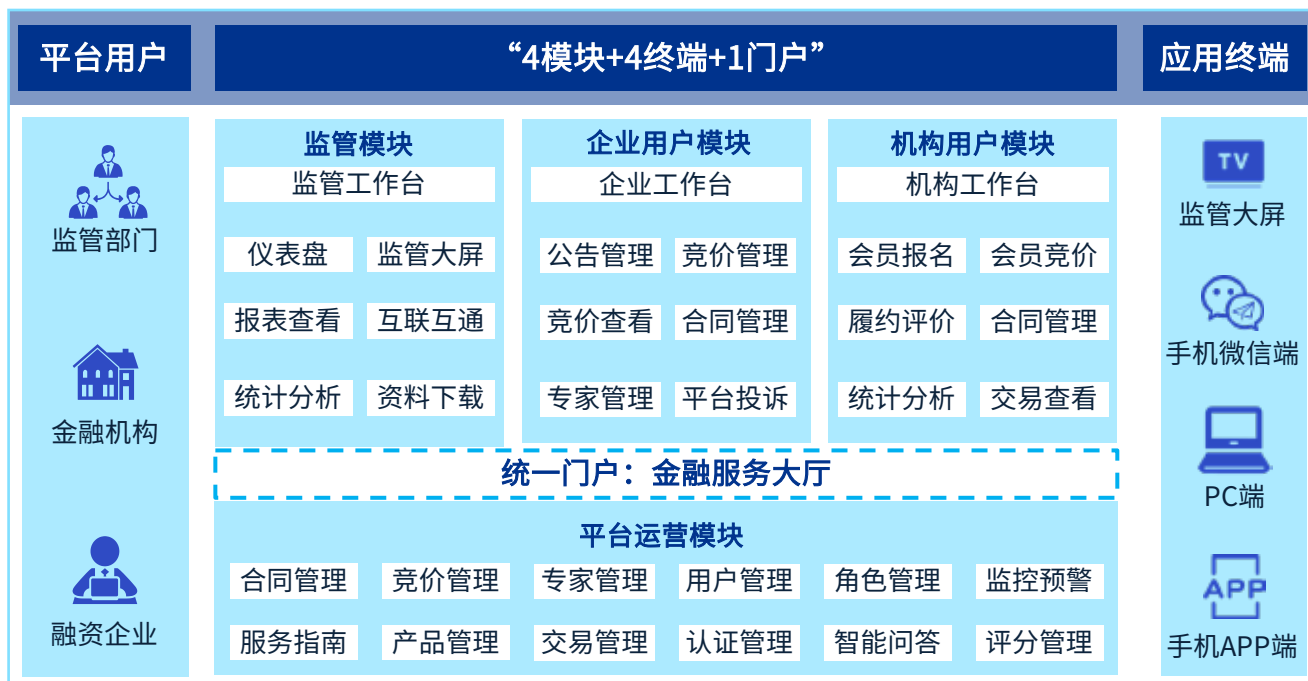 平台用户
“4模块+4终端+1门户”
应用终端
监管部门
金融机构
融资企业
监管模块
监管工作台
仪表盘 监管大屏
报表查看 互联互通
统计分析 资料下载
企业用户模块
企业工作台
公告管理 竞价管理
竞价查看 合同管理
专家管理 平台投诉
机构用户模块
机构工作台
会员报名 会员竞价
履约评价 合同管理
统计分析 交易查看
统一门户：金融服务大厅
平台运营模块
合同管理 竞价管理 专家管理 用户管理 角色管理 监控预警
服务指南 产品管理 交易管理 认证管理 智能问答 评分管理
TV
监管大屏
手机微信端
PC端
APP
手机APP端